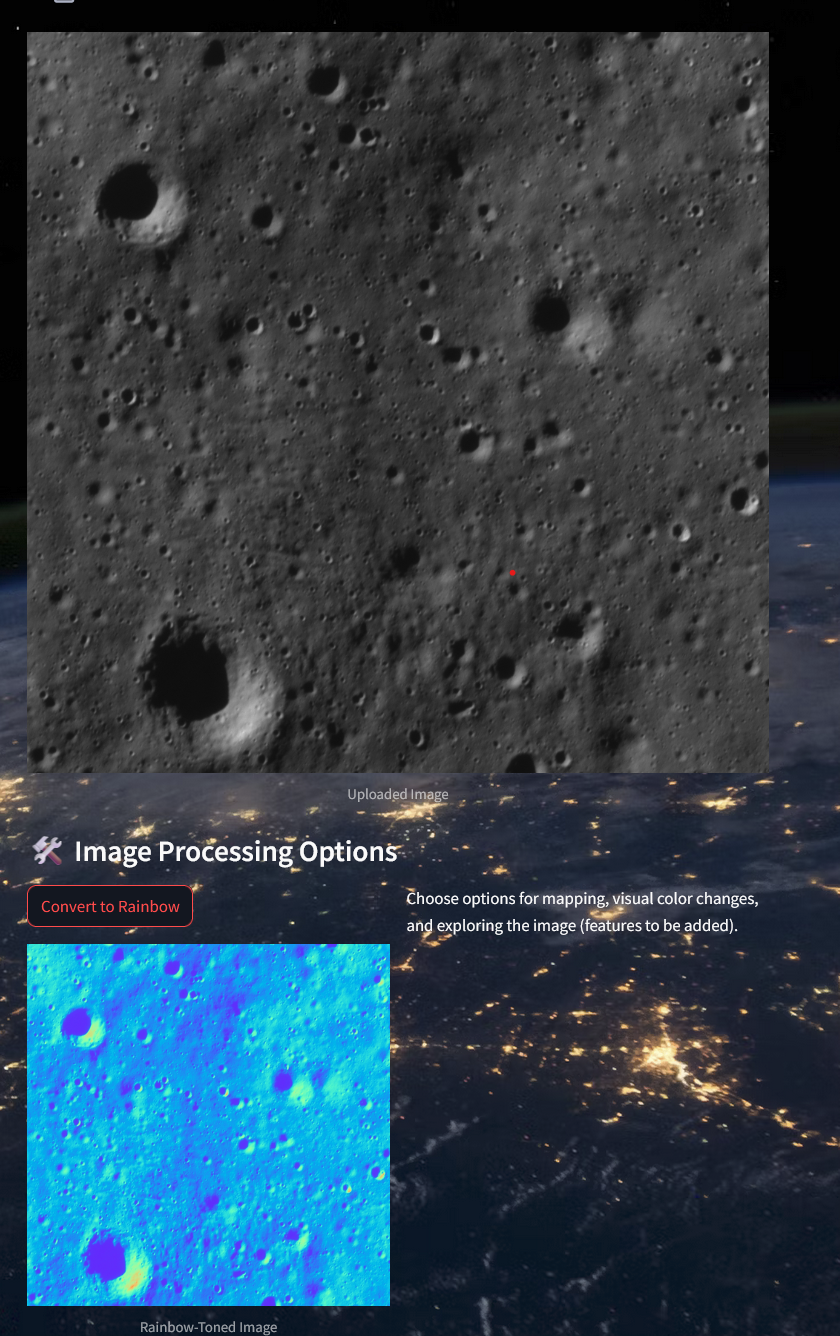 Uploaded Image
Image Processing Options
Convert to Rainbow
Choose options for mapping, visual color changes,
and exploring the image (features to be added).
Rainbow-Toned Image